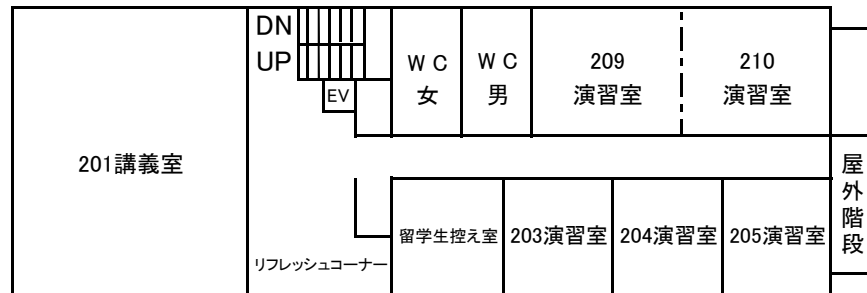 DN
UP
EV
201講義室
WC
女
WC
男
209
演習室
210
演習室
リフレッシュコーナー
留学生控え室
203演習室
204演習室
205演習室
屋外階段